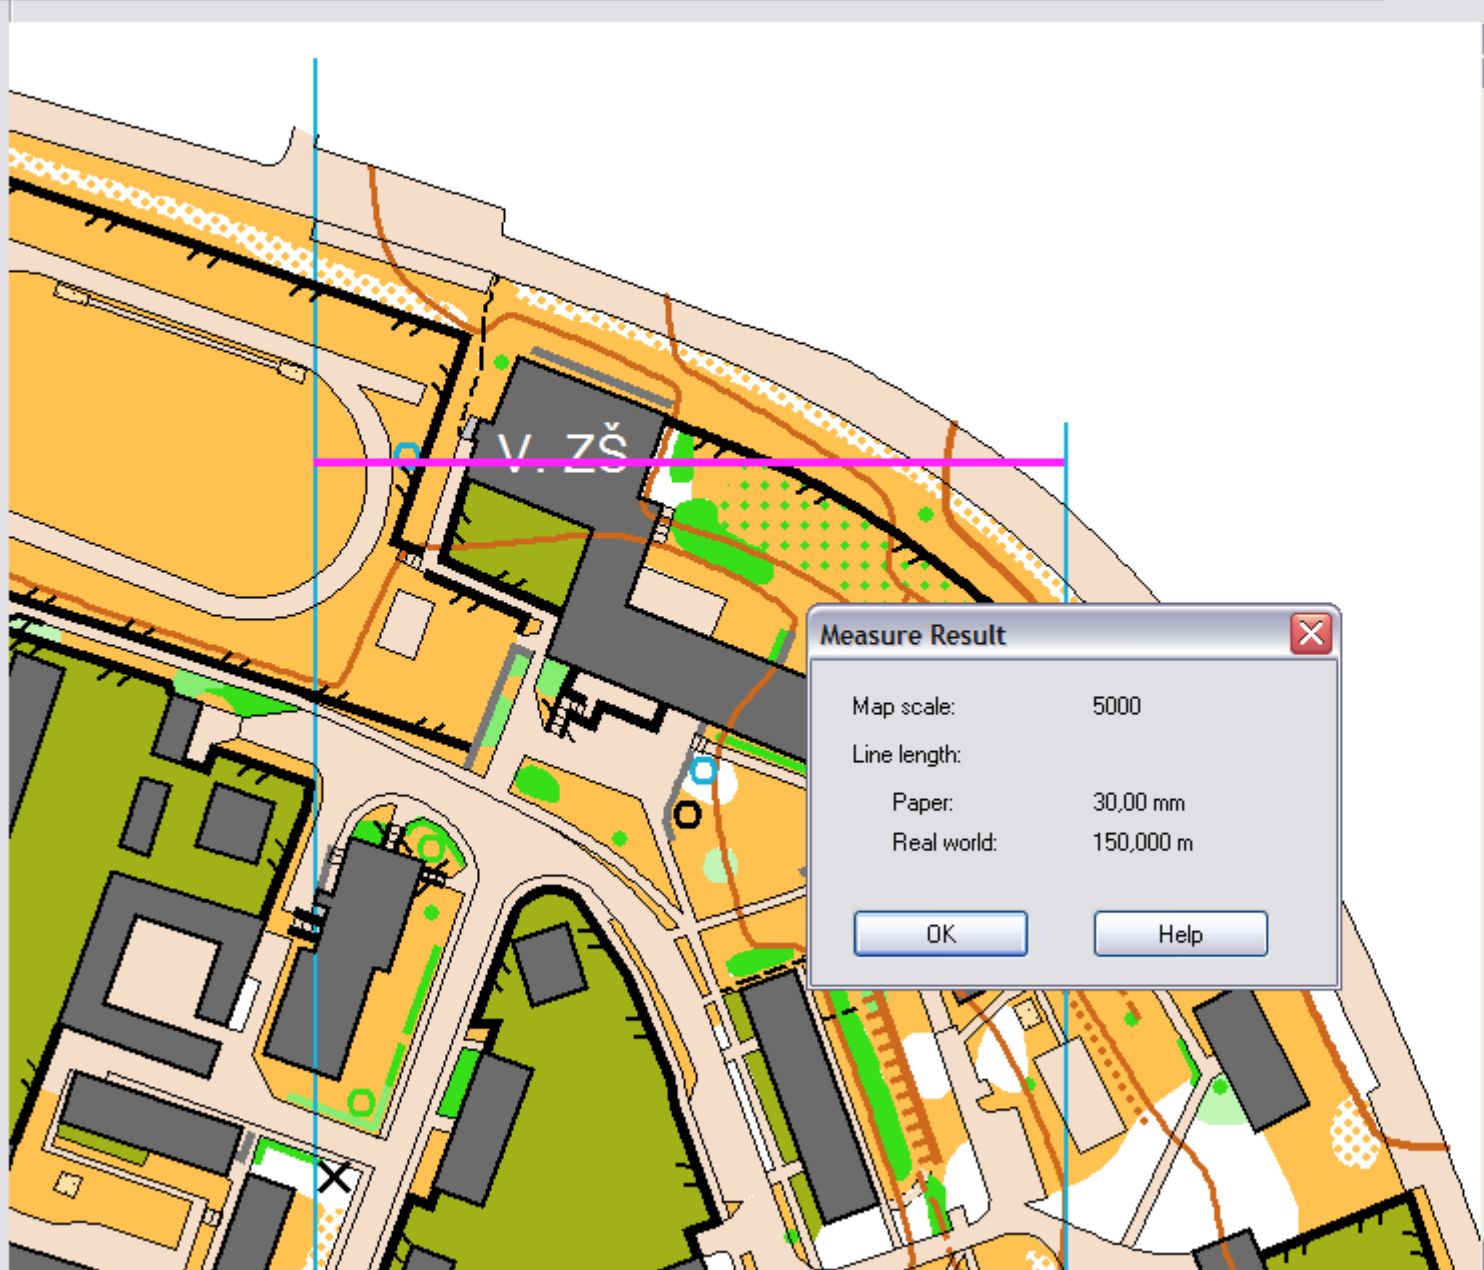 V. ZŠ
Measure Result
Map scale: 5000
Line length:
Paper: 30,00 mm
Real world: 150,000 m
OK Help